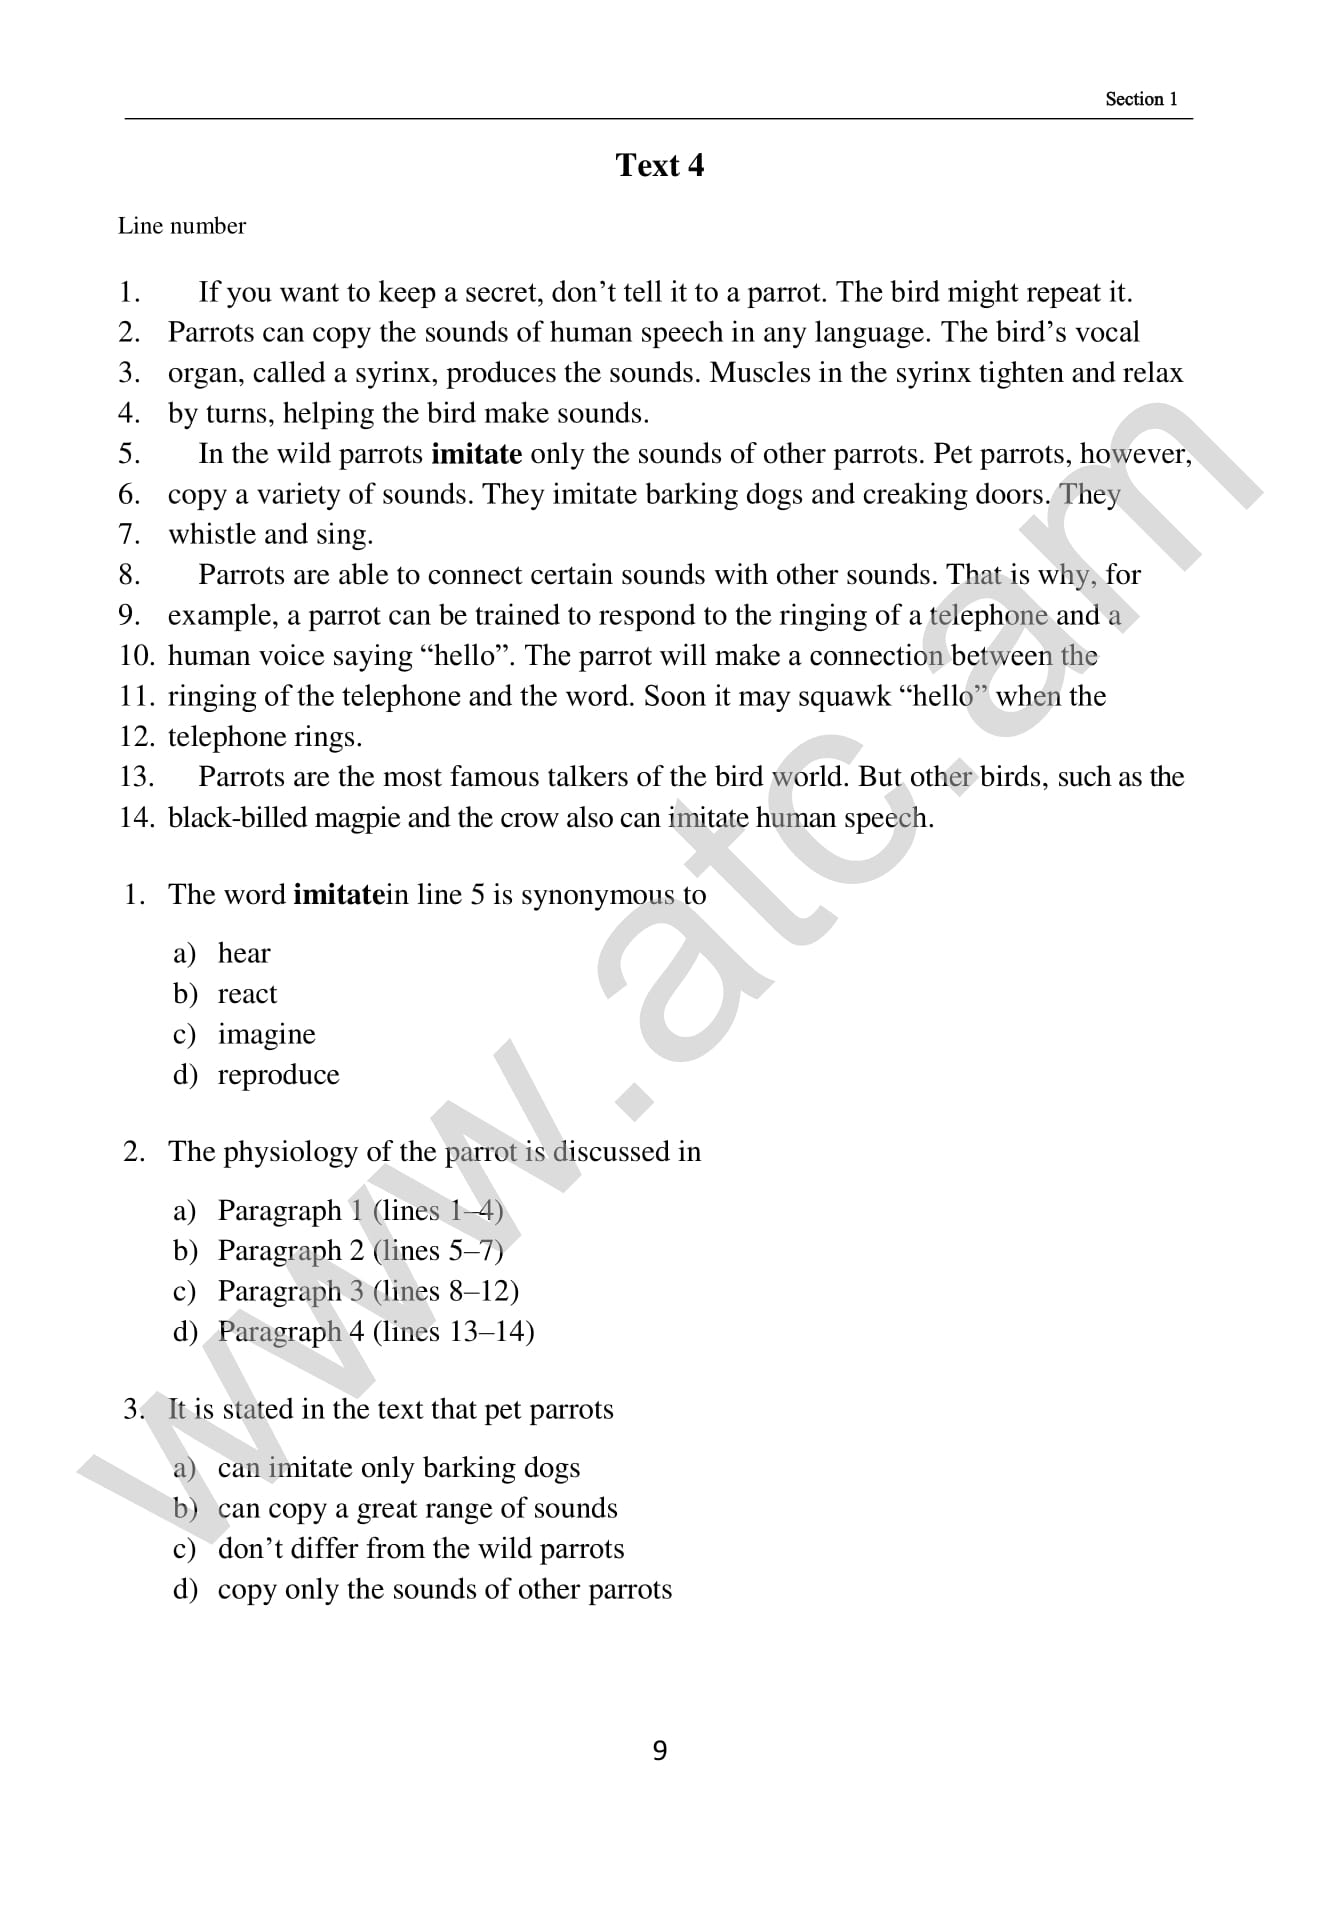 Section 1
Text 4
Line number
1. If you want to keep a secret, don’t tell it to a parrot. The bird might repeat it.
2. Parrots can copy the sounds of human speech in any language. The bird’s vocal
3. organ, called a syrinx, produces the sounds. Muscles in the syrinx tighten and relax
4. by turns, helping the bird make sounds.
5. In the wild parrots imitate only the sounds of other parrots. Pet parrots, however,
6. copy a variety of sounds. They imitate barking dogs and creaking doors. They
7. whistle and sing.
8. Parrots are able to connect certain sounds with other sounds. That is why, for
9. example, a parrot can be trained to respond to the ringing of a telephone and a
10. human voice saying “hello”. The parrot will make a connection between the
11. ringing of the telephone and the word. Soon it may squawk “hello” when the
12. telephone rings.
13. Parrots are the most famous talkers of the bird world. But other birds, such as the
14. black-billed magpie and the crow also can imitate human speech.
1. The word imitatein line 5 is synonymous to
a) hear
b) react
c) imagine
d) reproduce
2. The physiology of the parrot is discussed in
a) Paragraph 1 (lines 1–4)
b) Paragraph 2 (lines 5–7)
c) Paragraph 3 (lines 8–12)
d) Paragraph 4 (lines 13–14)
3. It is stated in the text that pet parrots
a) can imitate only barking dogs
b) can copy a great range of sounds
c) don’t differ from the wild parrots
d) copy only the sounds of other parrots
9
www.atc.am